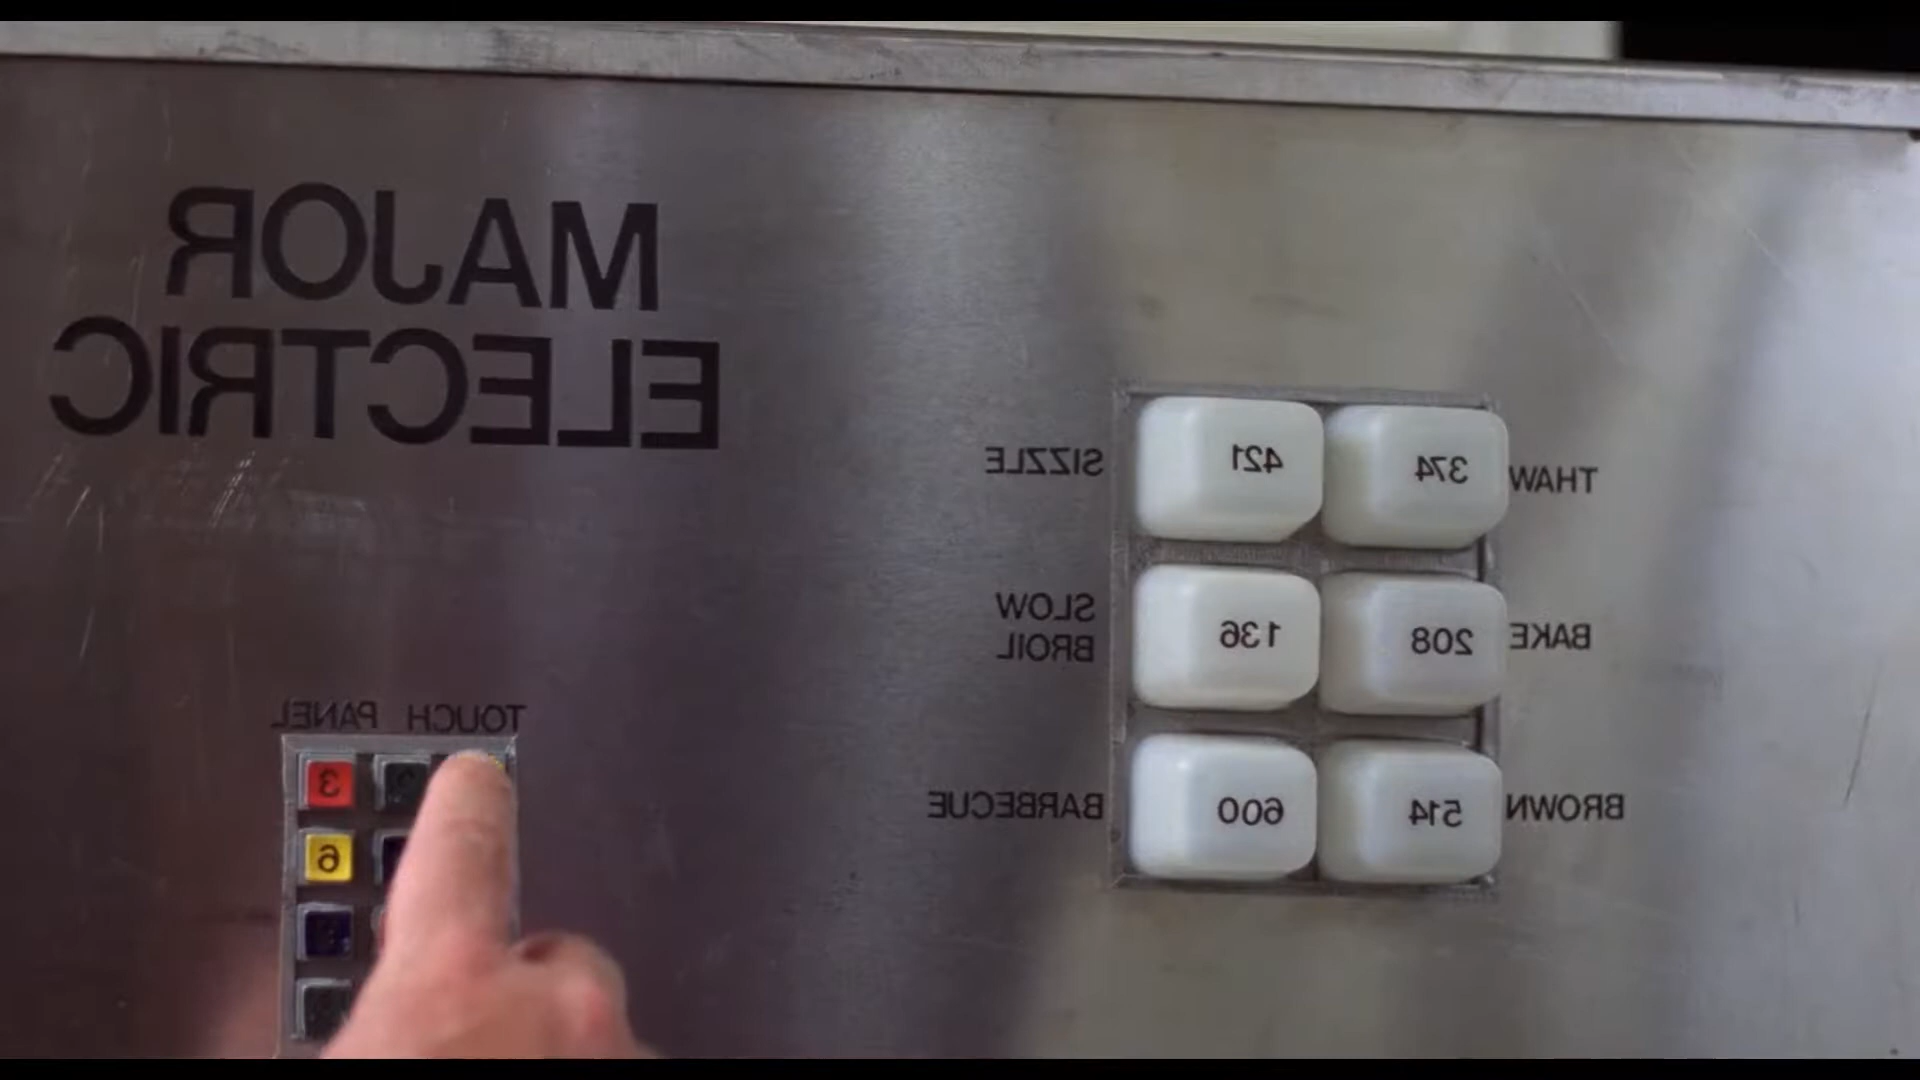 MAJOR
ELECTRIC
THAW 374 421 SIZZLE
BAKE 208 136 SLOW
BROIL
BROWN 514 600 BARBECUE
TOUCH PANEL
3
6